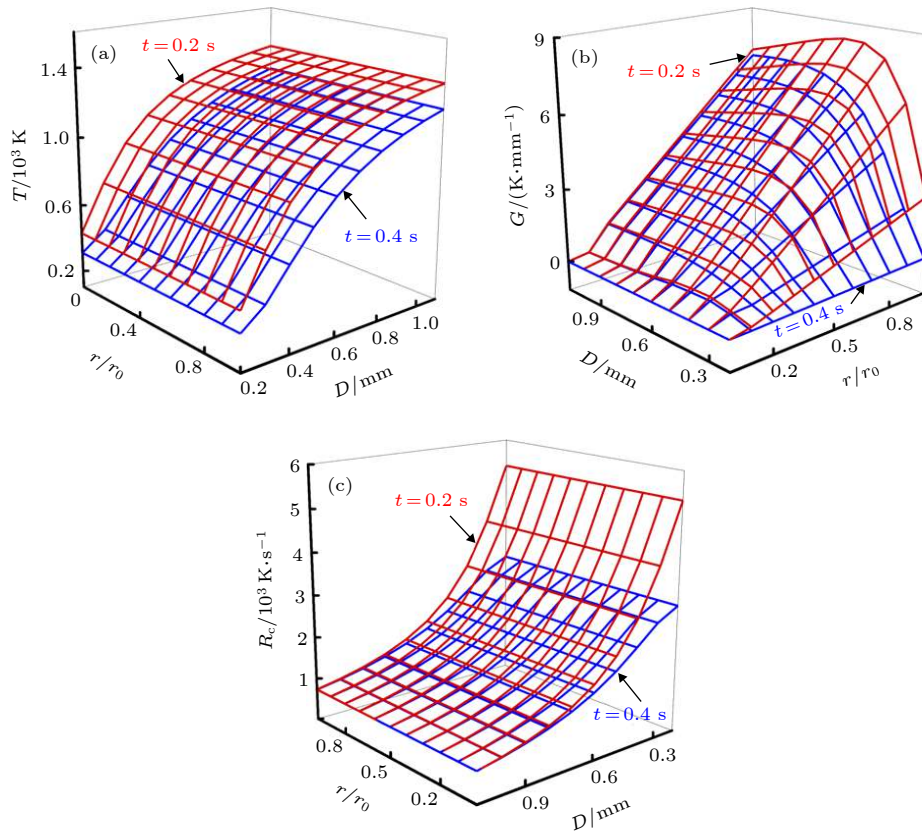 (a)
t=0.2 s
t=0.4 s
T/10³ K
1.4
1.0
0.6
0.2
0
0.4
0.8
r/r₀
0.2
0.4
0.6
0.8
1.0
D/mm
(b)
t=0.2 s
t=0.4 s
G/(K·mm⁻¹)
9
6
3
0
0.9
0.6
0.3
D/mm
0.2
0.5
0.8
r/r₀
(c)
t=0.2 s
t=0.4 s
R_c/10³ K·s⁻¹
6
5
4
3
2
1
0.8
0.5
0.2
r/r₀
0.9
0.6
0.3
D/mm